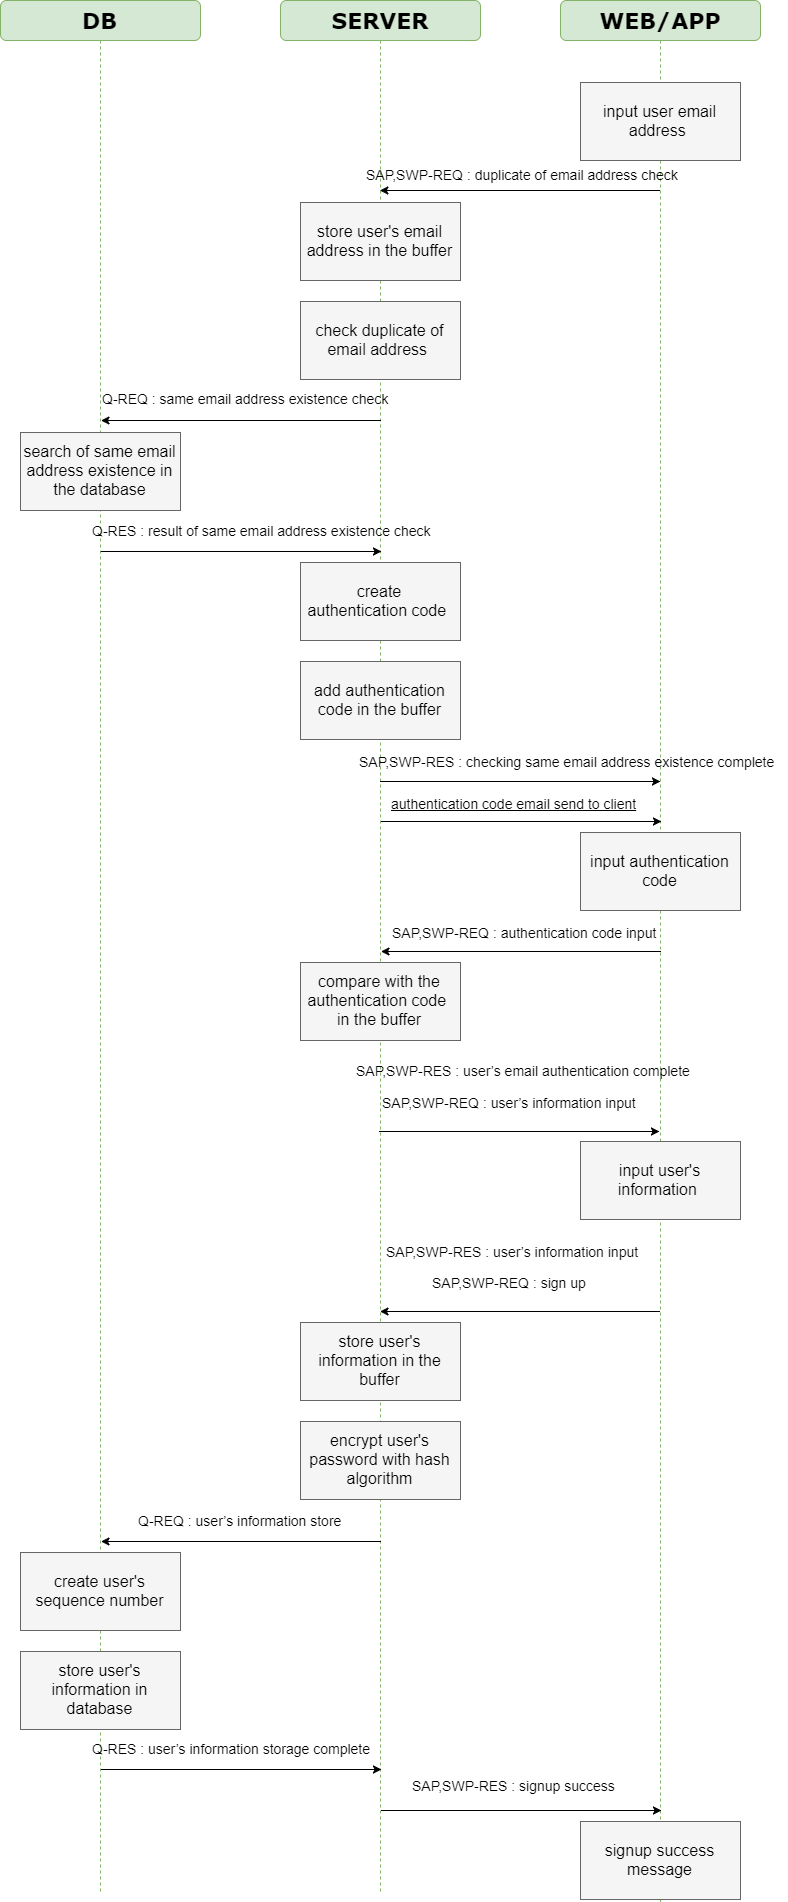 DB
SERVER
WEB/APP
input user email
address
SAP,SWP-REQ : duplicate of email address check
store user's email
address in the buffer
check duplicate of
email address
Q-REQ : same email address existence check
search of same email
address existence in
the database
Q-RES : result of same email address existence check
create
authentication code
add authentication
code in the buffer
SAP,SWP-RES : checking same email address existence complete
authentication code email send to client
input authentication
code
SAP,SWP-REQ : authentication code input
compare with the
authentication code
in the buffer
SAP,SWP-RES : user’s email authentication complete
SAP,SWP-REQ : user’s information input
input user's
information
SAP,SWP-RES : user’s information input
SAP,SWP-REQ : sign up
store user's
information in the
buffer
encrypt user's
password with hash
algorithm
Q-REQ : user’s information store
create user's
sequence number
store user's
information in
database
Q-RES : user’s information storage complete
SAP,SWP-RES : signup success
signup success
message